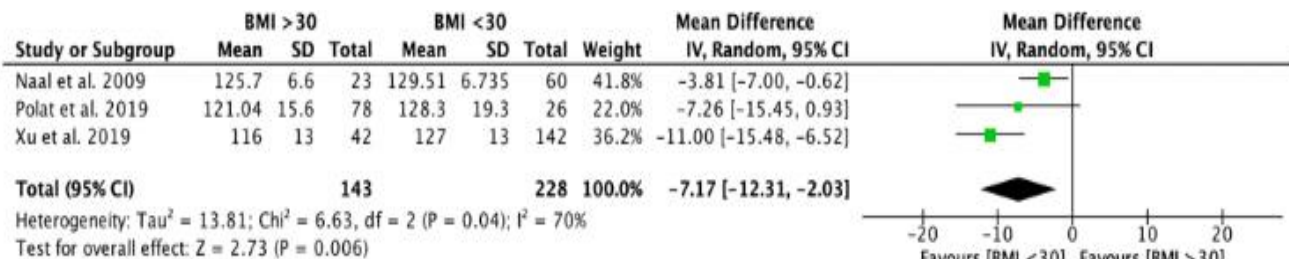 BMI >30 BMI <30 Mean Difference Mean Difference
Study or Subgroup Mean SD Total Mean SD Total Weight IV, Random, 95% CI IV, Random, 95% CI
Naal et al. 2009 125.7 6.6 23 129.51 6.735 60 41.8% −3.81 [−7.00, −0.62]
Polat et al. 2019 121.04 15.6 78 128.3 19.3 26 22.0% −7.26 [−15.45, 0.93]
Xu et al. 2019 116 13 42 127 13 142 36.2% −11.00 [−15.48, −6.52]
Total (95% CI) 143 228 100.0% −7.17 [−12.31, −2.03]
Heterogeneity: Tau² = 13.81; Chi² = 6.63, df = 2 (P = 0.04); I² = 70%
Test for overall effect: Z = 2.73 (P = 0.006)
−20 −10 0 10 20
Favours [BMI <30] Favours [BMI >30]